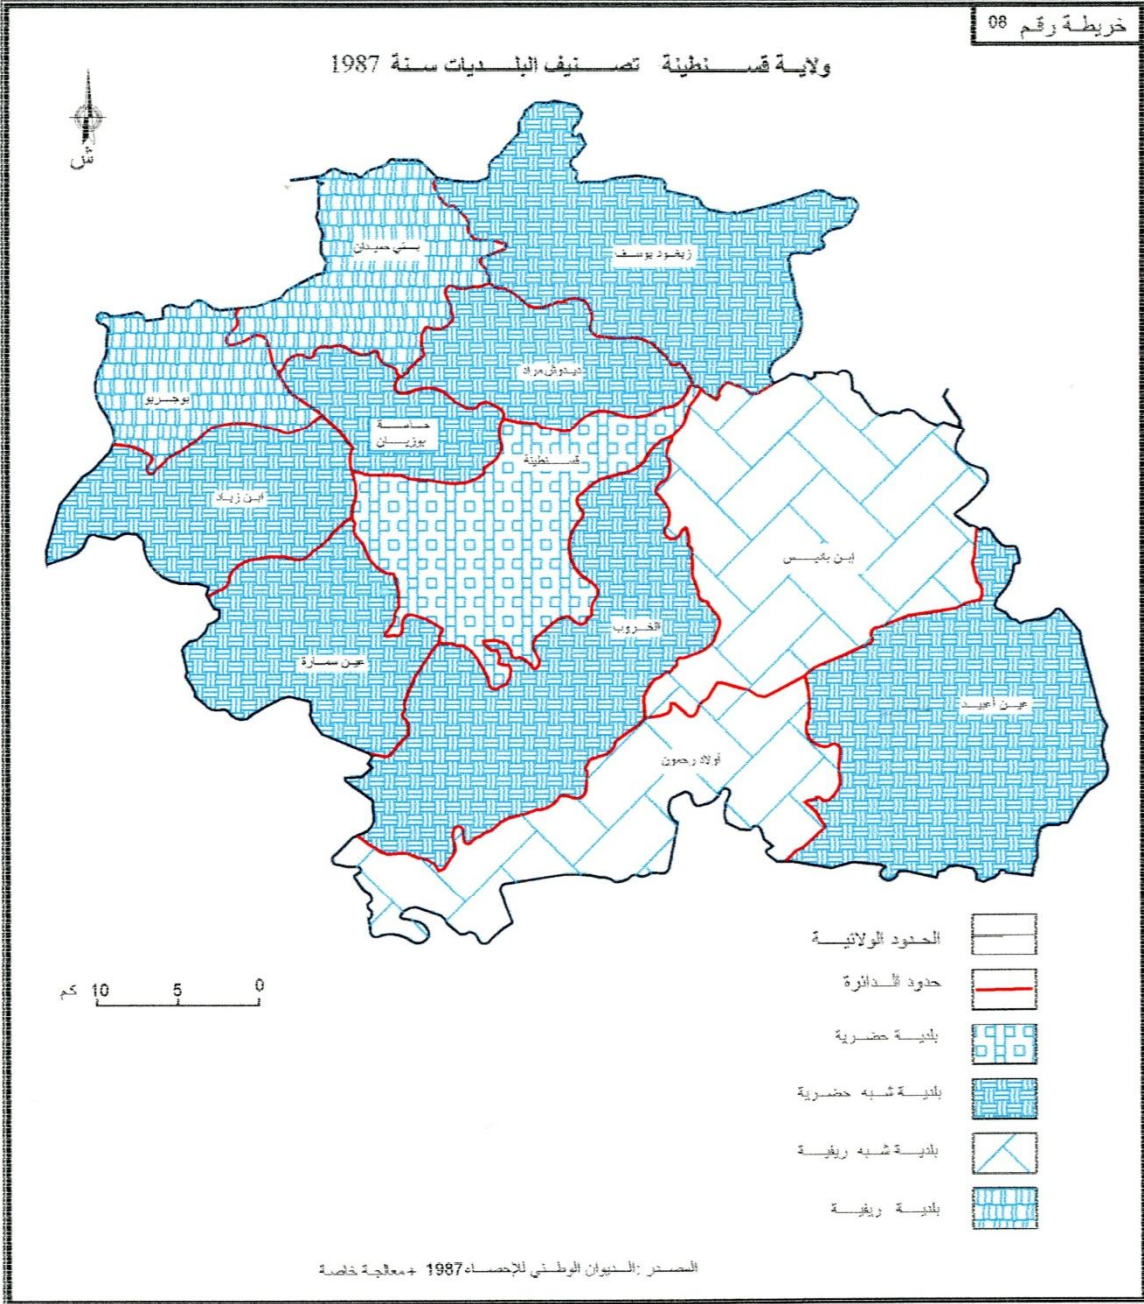 خريطة رقم 08
ولاية قسنطينة تصنيف البلديات سنة 1987
ش
بني حميدان
زيغود يوسف
ديدوش مراد
بوجريو
حامة
بوزيان
قسنطينة
ابن زياد
ابن باديس
الخروب
عين سمارة
عين أعبيد
أولاد رحمون
الحدود الولائية
حدود الدائرة
بلدية حضرية
بلدية شبه حضرية
بلدية شبه ريفية
بلدية ريفية
0 5 10 كم
المصدر :الديوان الوطني للإحصاء1987 +معالجة خاصة